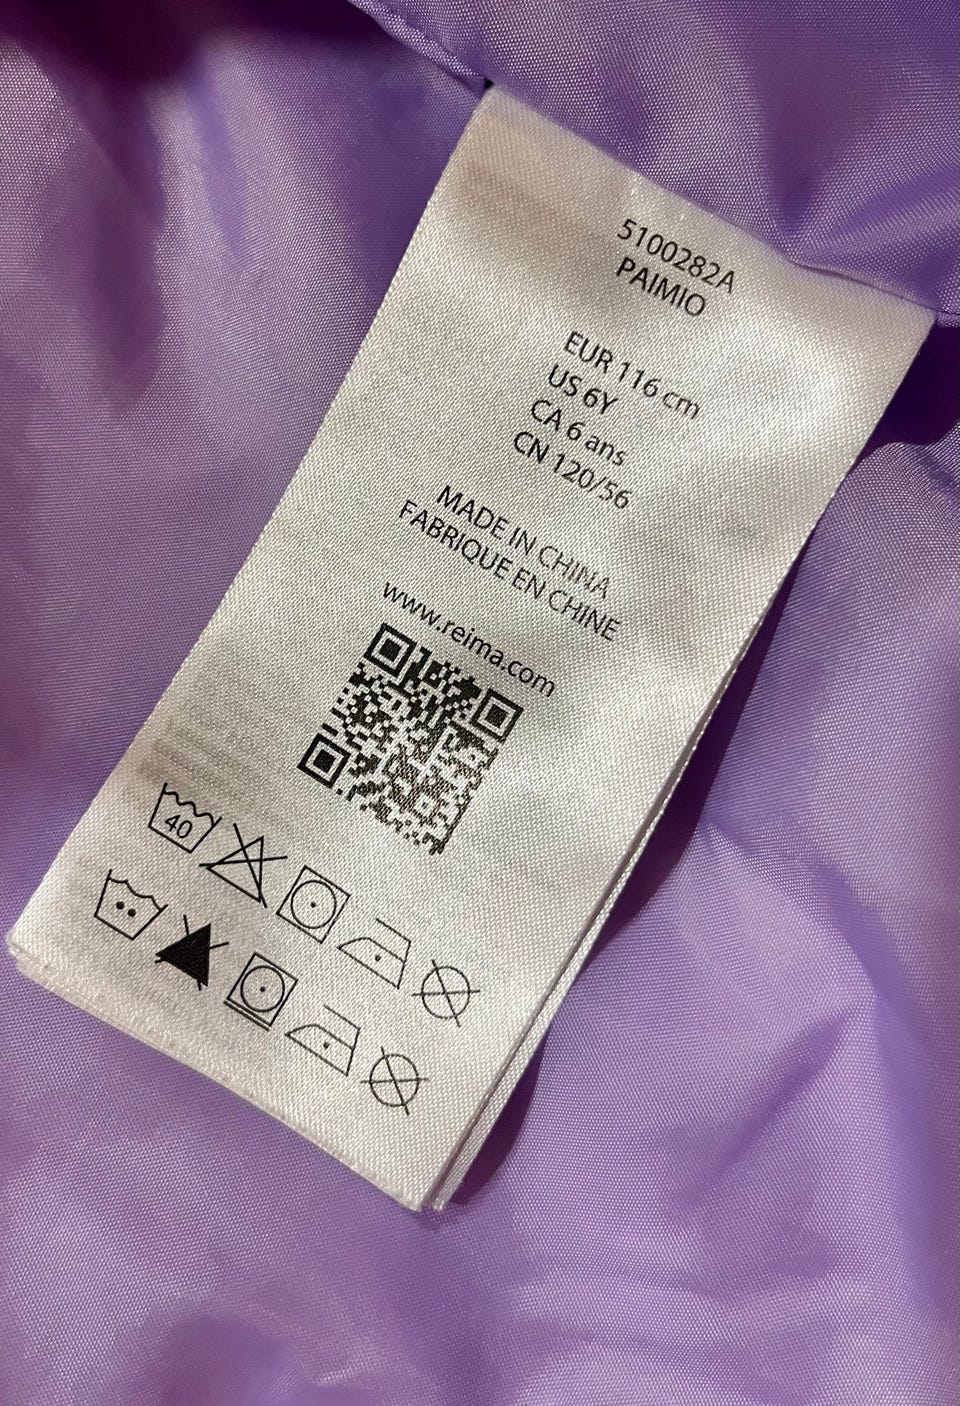 5100282A
PAIMIO
EUR 116 cm
US 6Y
CA 6 ans
CN 120/56
MADE IN CHINA
FABRIQUE EN CHINE
www.reima.com
40